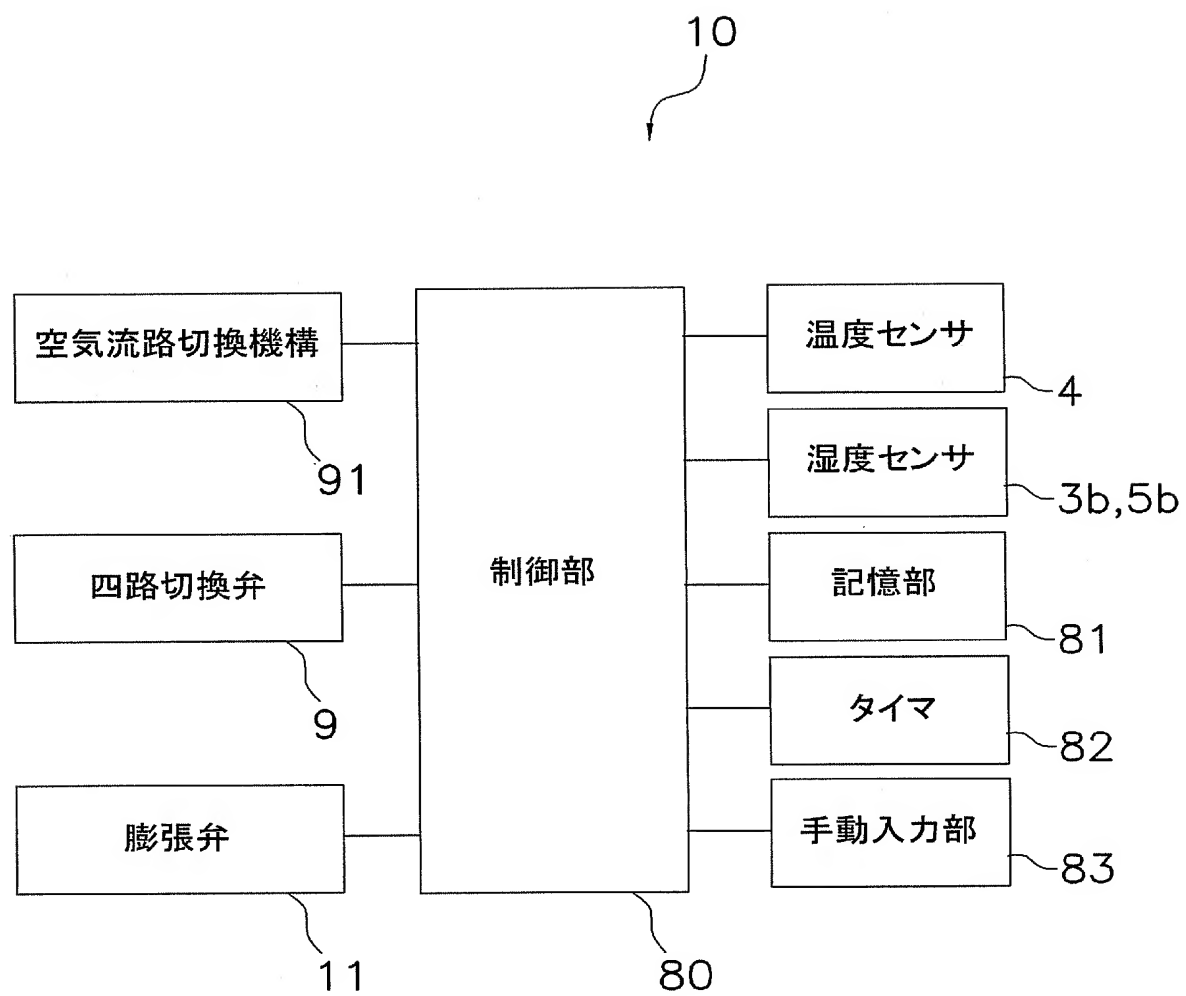 10
空気流路切換機構
91
四路切換弁
9
膨張弁
11
制御部
80
温度センサ
4
湿度センサ
3b,5b
記憶部
81
タイマ
82
手動入力部
83